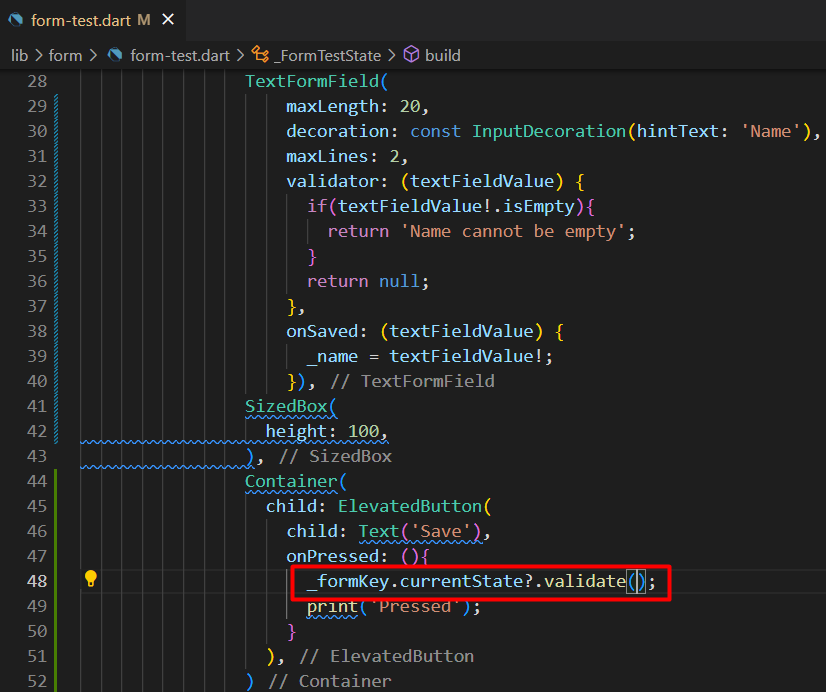 form-test.dart M ×
lib > form > form-test.dart > _FormTestState > build
28 TextFormField(
29 maxLength: 20,
30 decoration: const InputDecoration(hintText: 'Name'),
31 maxLines: 2,
32 validator: (textFieldValue) {
33 if(textFieldValue!.isEmpty){
34 return 'Name cannot be empty';
35 }
36 return null;
37 },
38 onSaved: (textFieldValue) {
39 _name = textFieldValue!;
40 }), // TextFormField
41 SizedBox(
42 height: 100,
43 ), // SizedBox
44 Container(
45 child: ElevatedButton(
46 child: Text('Save'),
47 onPressed: (){
48 _formKey.currentState?.validate();
49 print('Pressed');
50 }
51 ), // ElevatedButton
52 ) // Container